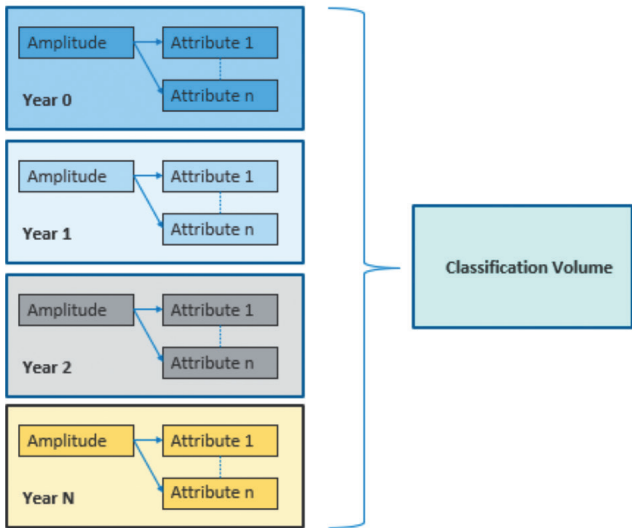 Amplitude
Attribute 1
Attribute n
Year 0
Amplitude
Attribute 1
Attribute n
Year 1
Amplitude
Attribute 1
Attribute n
Year 2
Amplitude
Attribute 1
Attribute n
Year N
Classification Volume